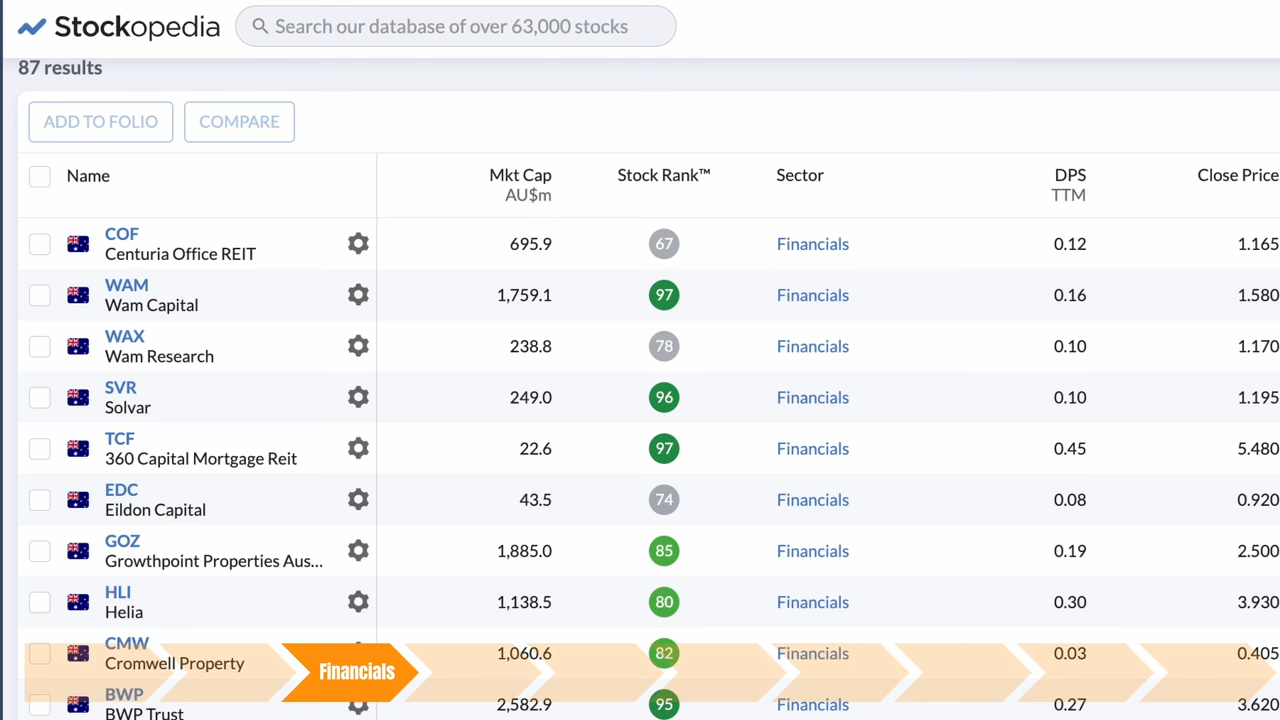 Stockopedia
Search our database of over 63,000 stocks
87 results
ADD TO FOLIO COMPARE
Name Mkt Cap Stock Rank™ Sector DPS Close Price
AU$m TTM
COF
Centuria Office REIT 695.9 67 Financials 0.12 1.165
WAM
Wam Capital 1,759.1 97 Financials 0.16 1.580
WAX
Wam Research 238.8 78 Financials 0.10 1.170
SVR
Solvar 249.0 96 Financials 0.10 1.195
TCF
360 Capital Mortgage Reit 22.6 97 Financials 0.45 5.480
EDC
Eildon Capital 43.5 74 Financials 0.08 0.920
GOZ
Growthpoint Properties Aus... 1,885.0 85 Financials 0.19 2.500
HLI
Helia 1,138.5 80 Financials 0.30 3.930
CMW
Cromwell Property 1,060.6 82 Financials 0.03 0.405
Financials
BWP
BWP Trust 2,582.9 95 Financials 0.27 3.620